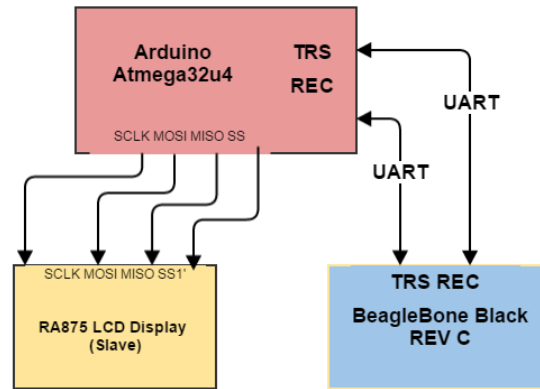 Arduino
Atmega32u4
TRS
REC
SCLK MOSI MISO SS
UART
UART
SCLK MOSI MISO SS1'
RA875 LCD Display
(Slave)
TRS REC
BeagleBone Black
REV C